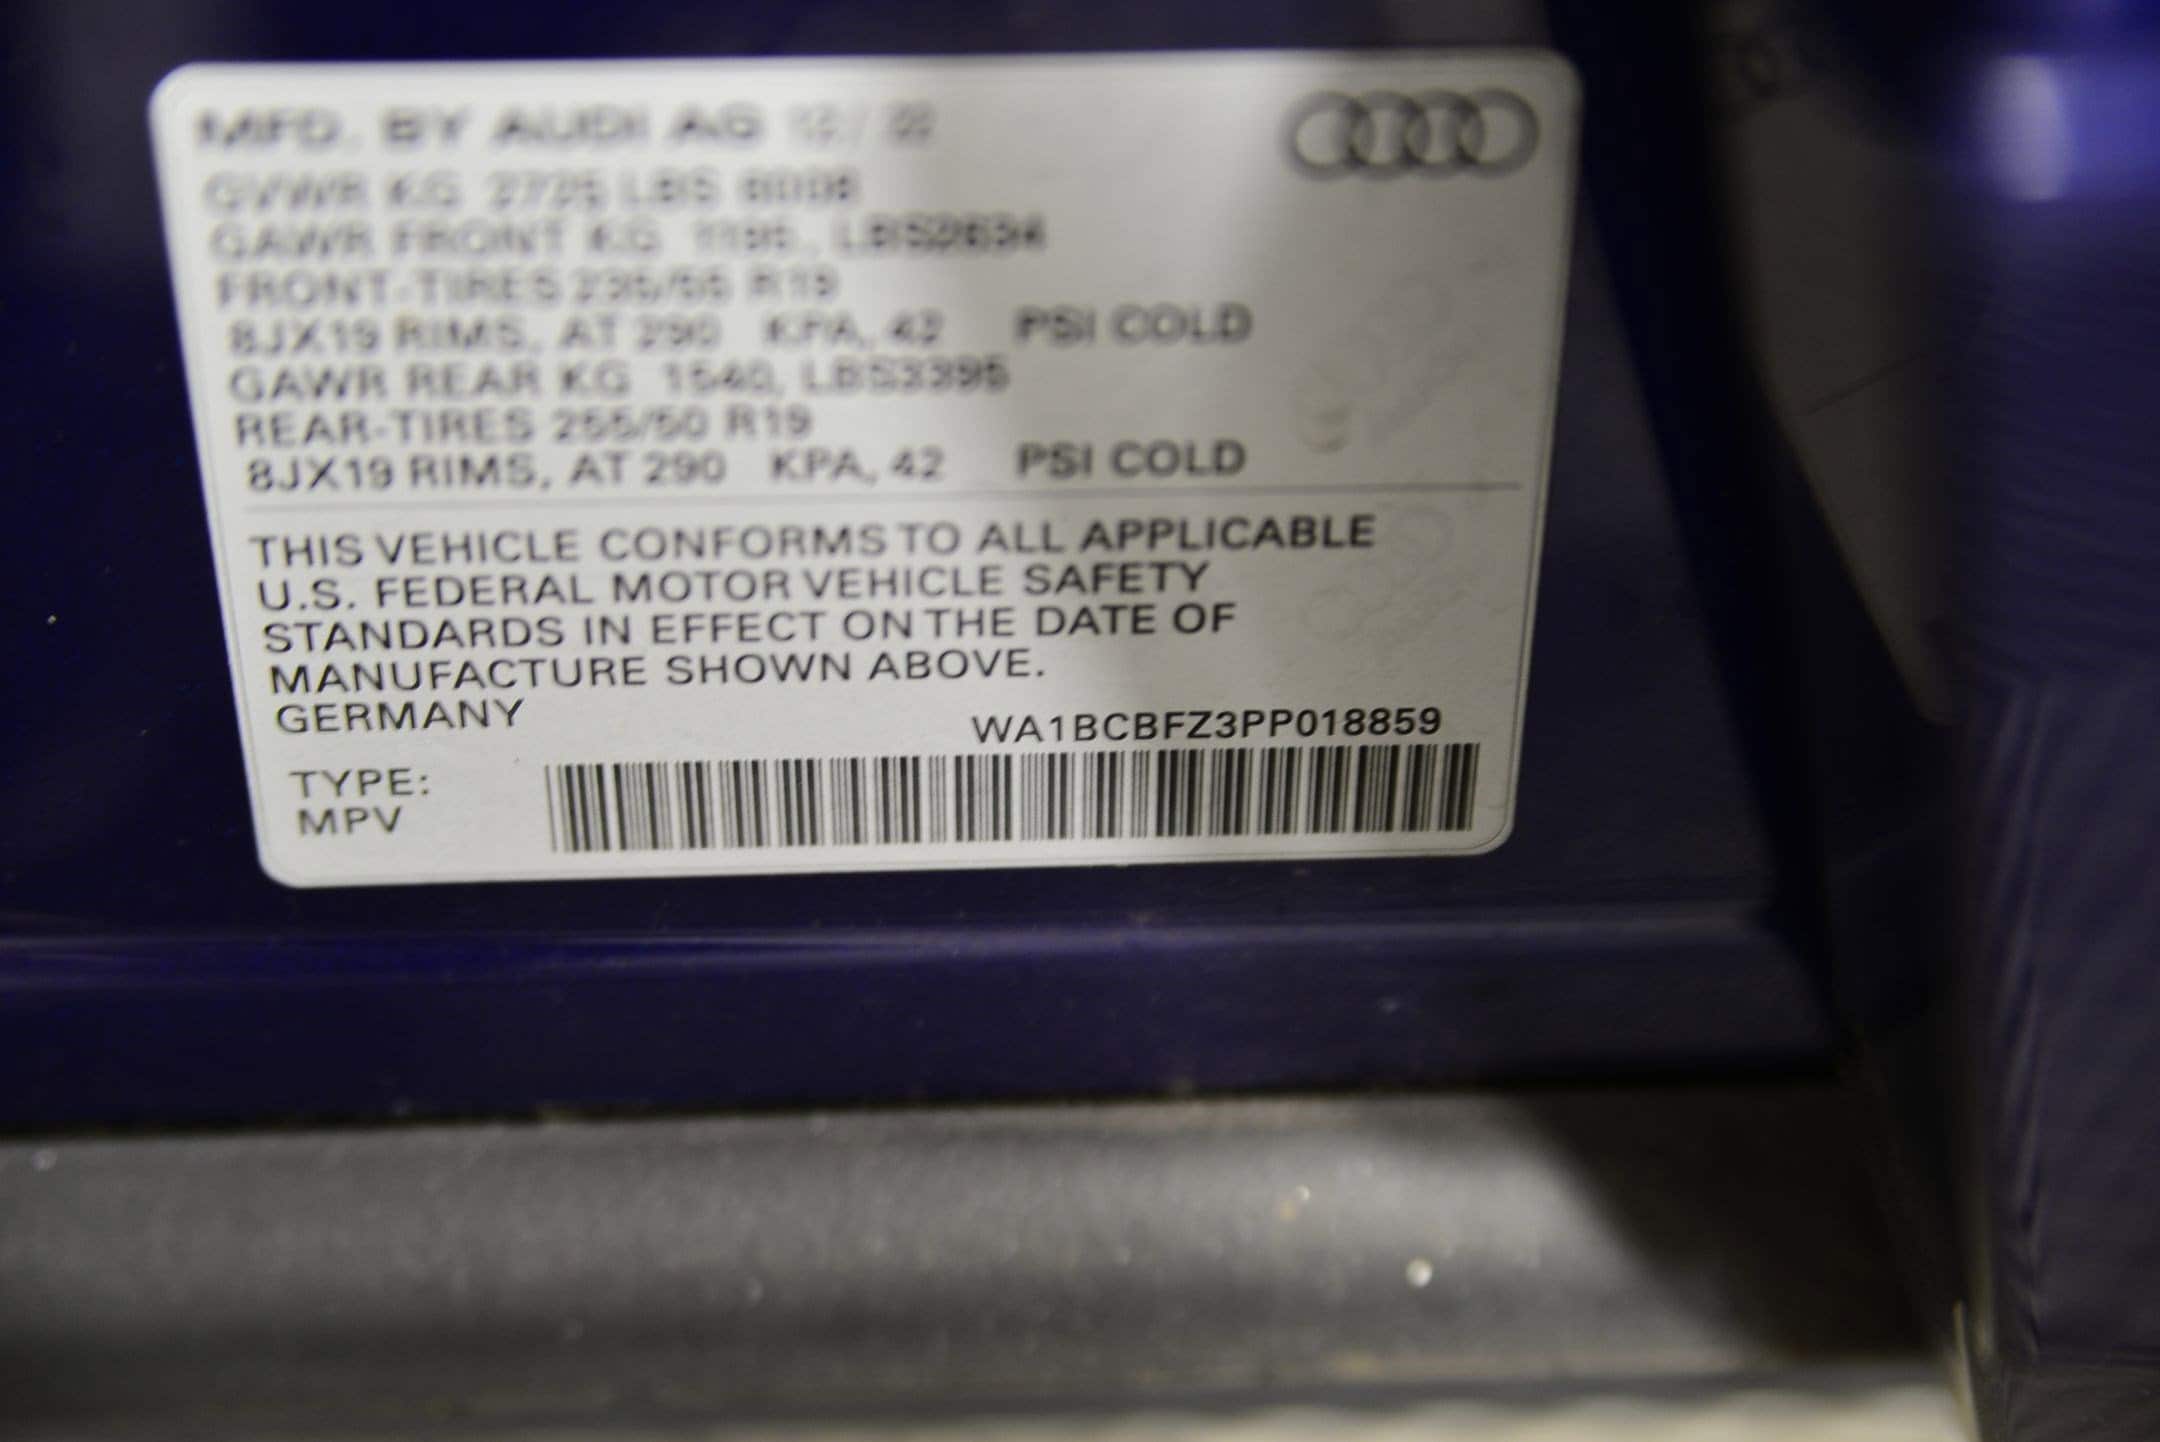 MFD. BY AUDI AG 12/ 22
GVWR KG 2725 LBS 6008
GAWR FRONT KG 1195, LBS2634
FRONT-TIRES 235/55 R19
8JX19 RIMS, AT 290 KPA, 42 PSI COLD
GAWR REAR KG 1540, LBS3395
REAR-TIRES 255/50 R19
8JX19 RIMS, AT 290 KPA, 42 PSI COLD
THIS VEHICLE CONFORMS TO ALL APPLICABLE
U.S. FEDERAL MOTOR VEHICLE SAFETY
STANDARDS IN EFFECT ON THE DATE OF
MANUFACTURE SHOWN ABOVE.
GERMANY
WA1BCBFZ3PP018859
TYPE:
MPV